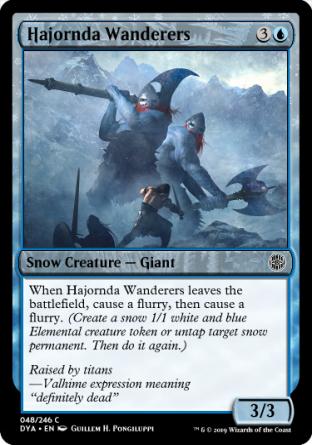 Hajornda Wanderers 3
Snow Creature — Giant
When Hajornda Wanderers leaves the
battlefield, cause a flurry, then cause a
flurry. (Create a snow 1/1 white and blue
Elemental creature token or untap target snow
permanent. Then do it again.)
Raised by titans
—Valhime expression meaning
“definitely dead”
3/3
048/246 C
DYA • EN GUILLEM H. PONGILUPPI
™ & © 2019 Wizards of the Coast